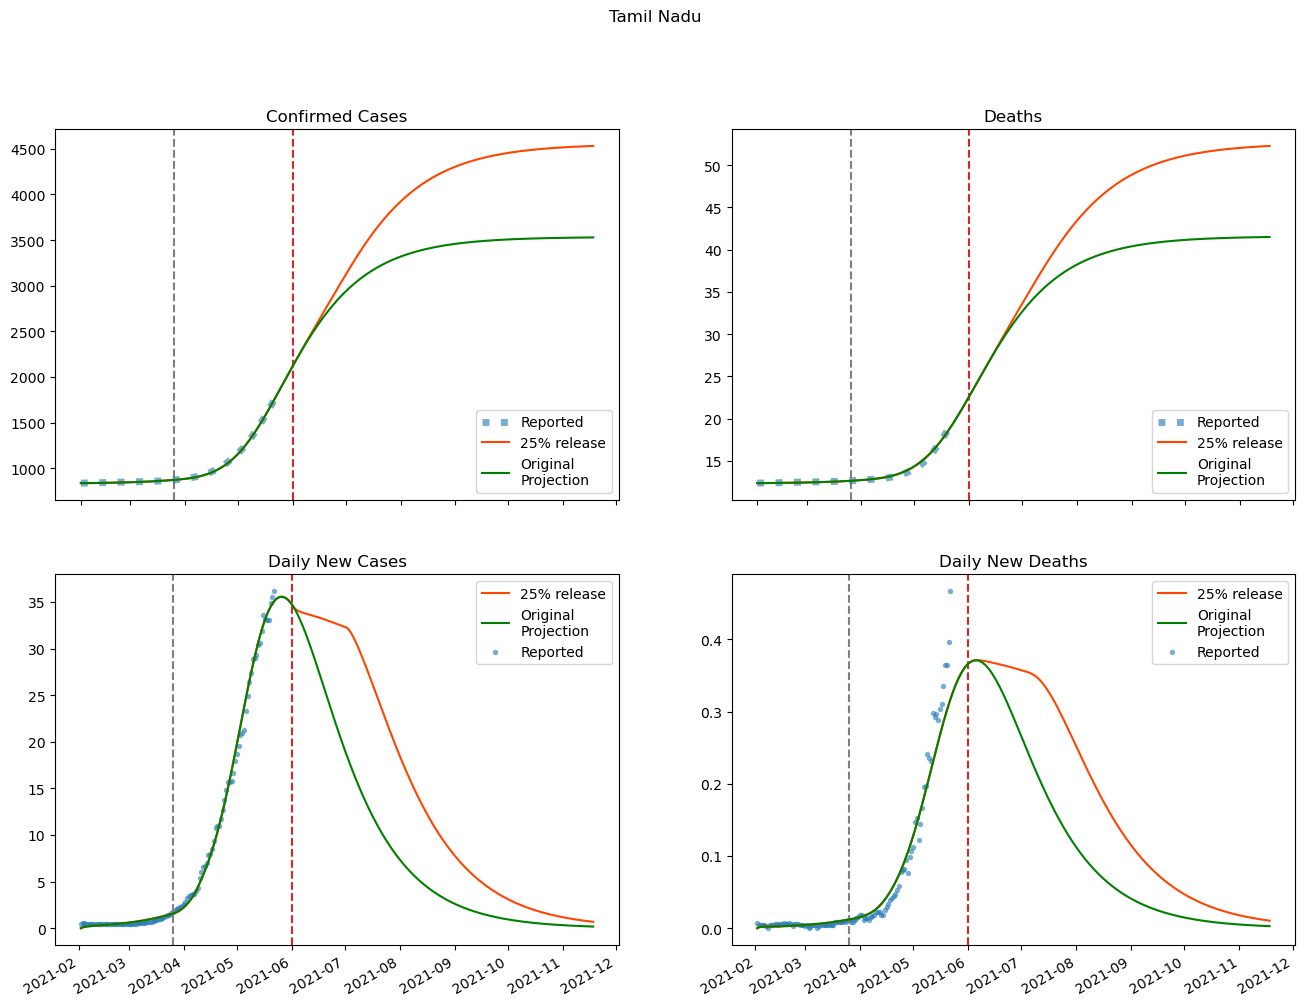 Tamil Nadu
Confirmed Cases
4500
4000
3500
3000
2500
2000
1500
1000
Reported
25% release
Original
Projection
Deaths
50
45
40
35
30
25
20
15
Reported
25% release
Original
Projection
Daily New Cases
35
30
25
20
15
10
5
0
25% release
Original
Projection
Reported
2021-02
2021-03
2021-04
2021-05
2021-06
2021-07
2021-08
2021-09
2021-10
2021-11
2021-12
Daily New Deaths
0.4
0.3
0.2
0.1
0.0
25% release
Original
Projection
Reported
2021-02
2021-03
2021-04
2021-05
2021-06
2021-07
2021-08
2021-09
2021-10
2021-11
2021-12